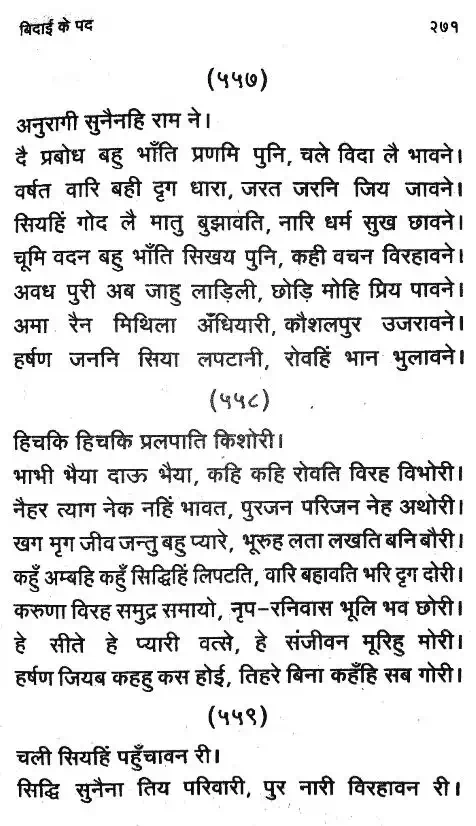 बिदाई के पद २७१
(५५७)
अनुरागी सुनैनहि राम ने।
दै प्रबोध बहु भाँति प्रणमि पुनि, चले विदा लै भावने।
वर्षत वारि बही दृग धारा, जरत जरनि जिय जावने।
सियहिं गोद लै मातु बुझावति, नारि धर्म सुख छावने।
चूमि वदन बहु भाँति सिखय पुनि, कही वचन विरहावने।
अवध पुरी अब जाहु लाड़िली, छोड़ि मोहि प्रिय पावने।
अमा रैन मिथिला अँधियारी, कौशलपुर उजरावने।
हर्षण जननि सिया लपटानी, रोवहिं भान भुलावने।
(५५८)
हिचकि हिचकि प्रलपाति किशोरी।
भाभी भैया दाऊ भैया, कहि कहि रोवति विरह विभोरी।
नैहर त्याग नेक नहिं भावत, पुरजन परिजन नेह अथोरी।
खग मृग जीव जन्तु बहु प्यारे, भूरुह लता लखति बनि बौरी।
कहुँ अम्बहि कहुँ सिद्धिहिं लिपटति, वारि बहावति भरि दृग दोरी।
करुणा विरह समुद्र समायो, नृप-रनिवास भूलि भव छोरी।
हे सीते हे प्यारी वत्से, हे संजीवन मूरिहु मोरी।
हर्षण जियब कहहु कस होई, तिहरे बिना कहँहि सब गोरी।
(५५९)
चली सियहिं पहुँचावन री।
सिद्धि सुनैना तिय परिवारी, पुर नारी विरहावन री।